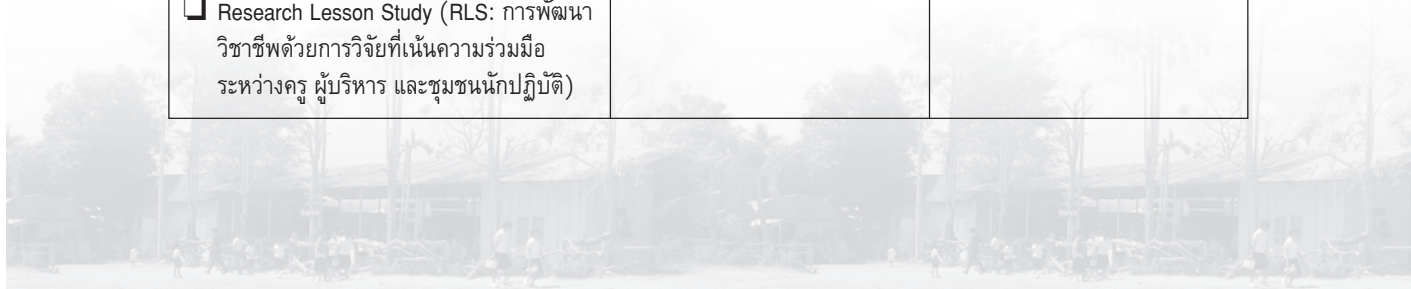 ❏ Research Lesson Study (RLS: การพัฒนา
วิชาชีพด้วยการวิจัยที่เน้นความร่วมมือ
ระหว่างครู ผู้บริหาร และชุมชนนักปฏิบัติ)